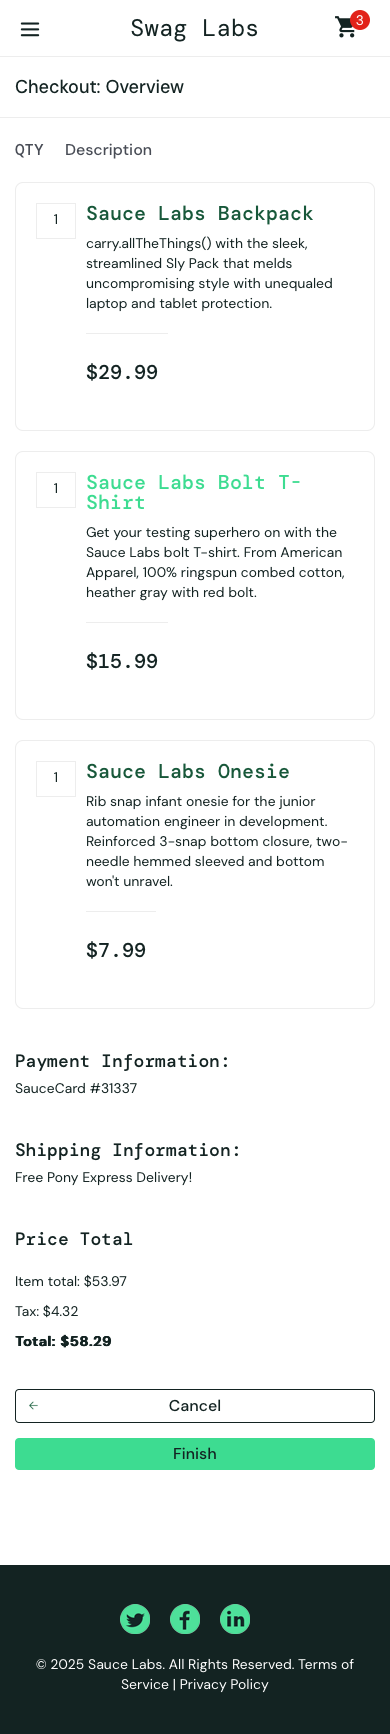 Swag Labs
3
Checkout: Overview
QTY Description
1
Sauce Labs Backpack
carry.allTheThings() with the sleek,
streamlined Sly Pack that melds
uncompromising style with unequaled
laptop and tablet protection.
$29.99
1
Sauce Labs Bolt T-
Shirt
Get your testing superhero on with the
Sauce Labs bolt T-shirt. From American
Apparel, 100% ringspun combed cotton,
heather gray with red bolt.
$15.99
1
Sauce Labs Onesie
Rib snap infant onesie for the junior
automation engineer in development.
Reinforced 3-snap bottom closure, two-
needle hemmed sleeved and bottom
won't unravel.
$7.99
Payment Information:
SauceCard #31337
Shipping Information:
Free Pony Express Delivery!
Price Total
Item total: $53.97
Tax: $4.32
Total: $58.29
Cancel
Finish
© 2025 Sauce Labs. All Rights Reserved. Terms of
Service | Privacy Policy